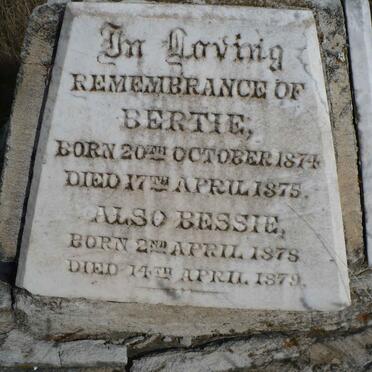 In Loving
REMEMBRANCE OF
BERTIE,
BORN 20TH OCTOBER 1874
DIED 17TH APRIL 1875.
ALSO BESSIE,
BORN 2ND APRIL 1878
DIED 14TH APRIL 1879.